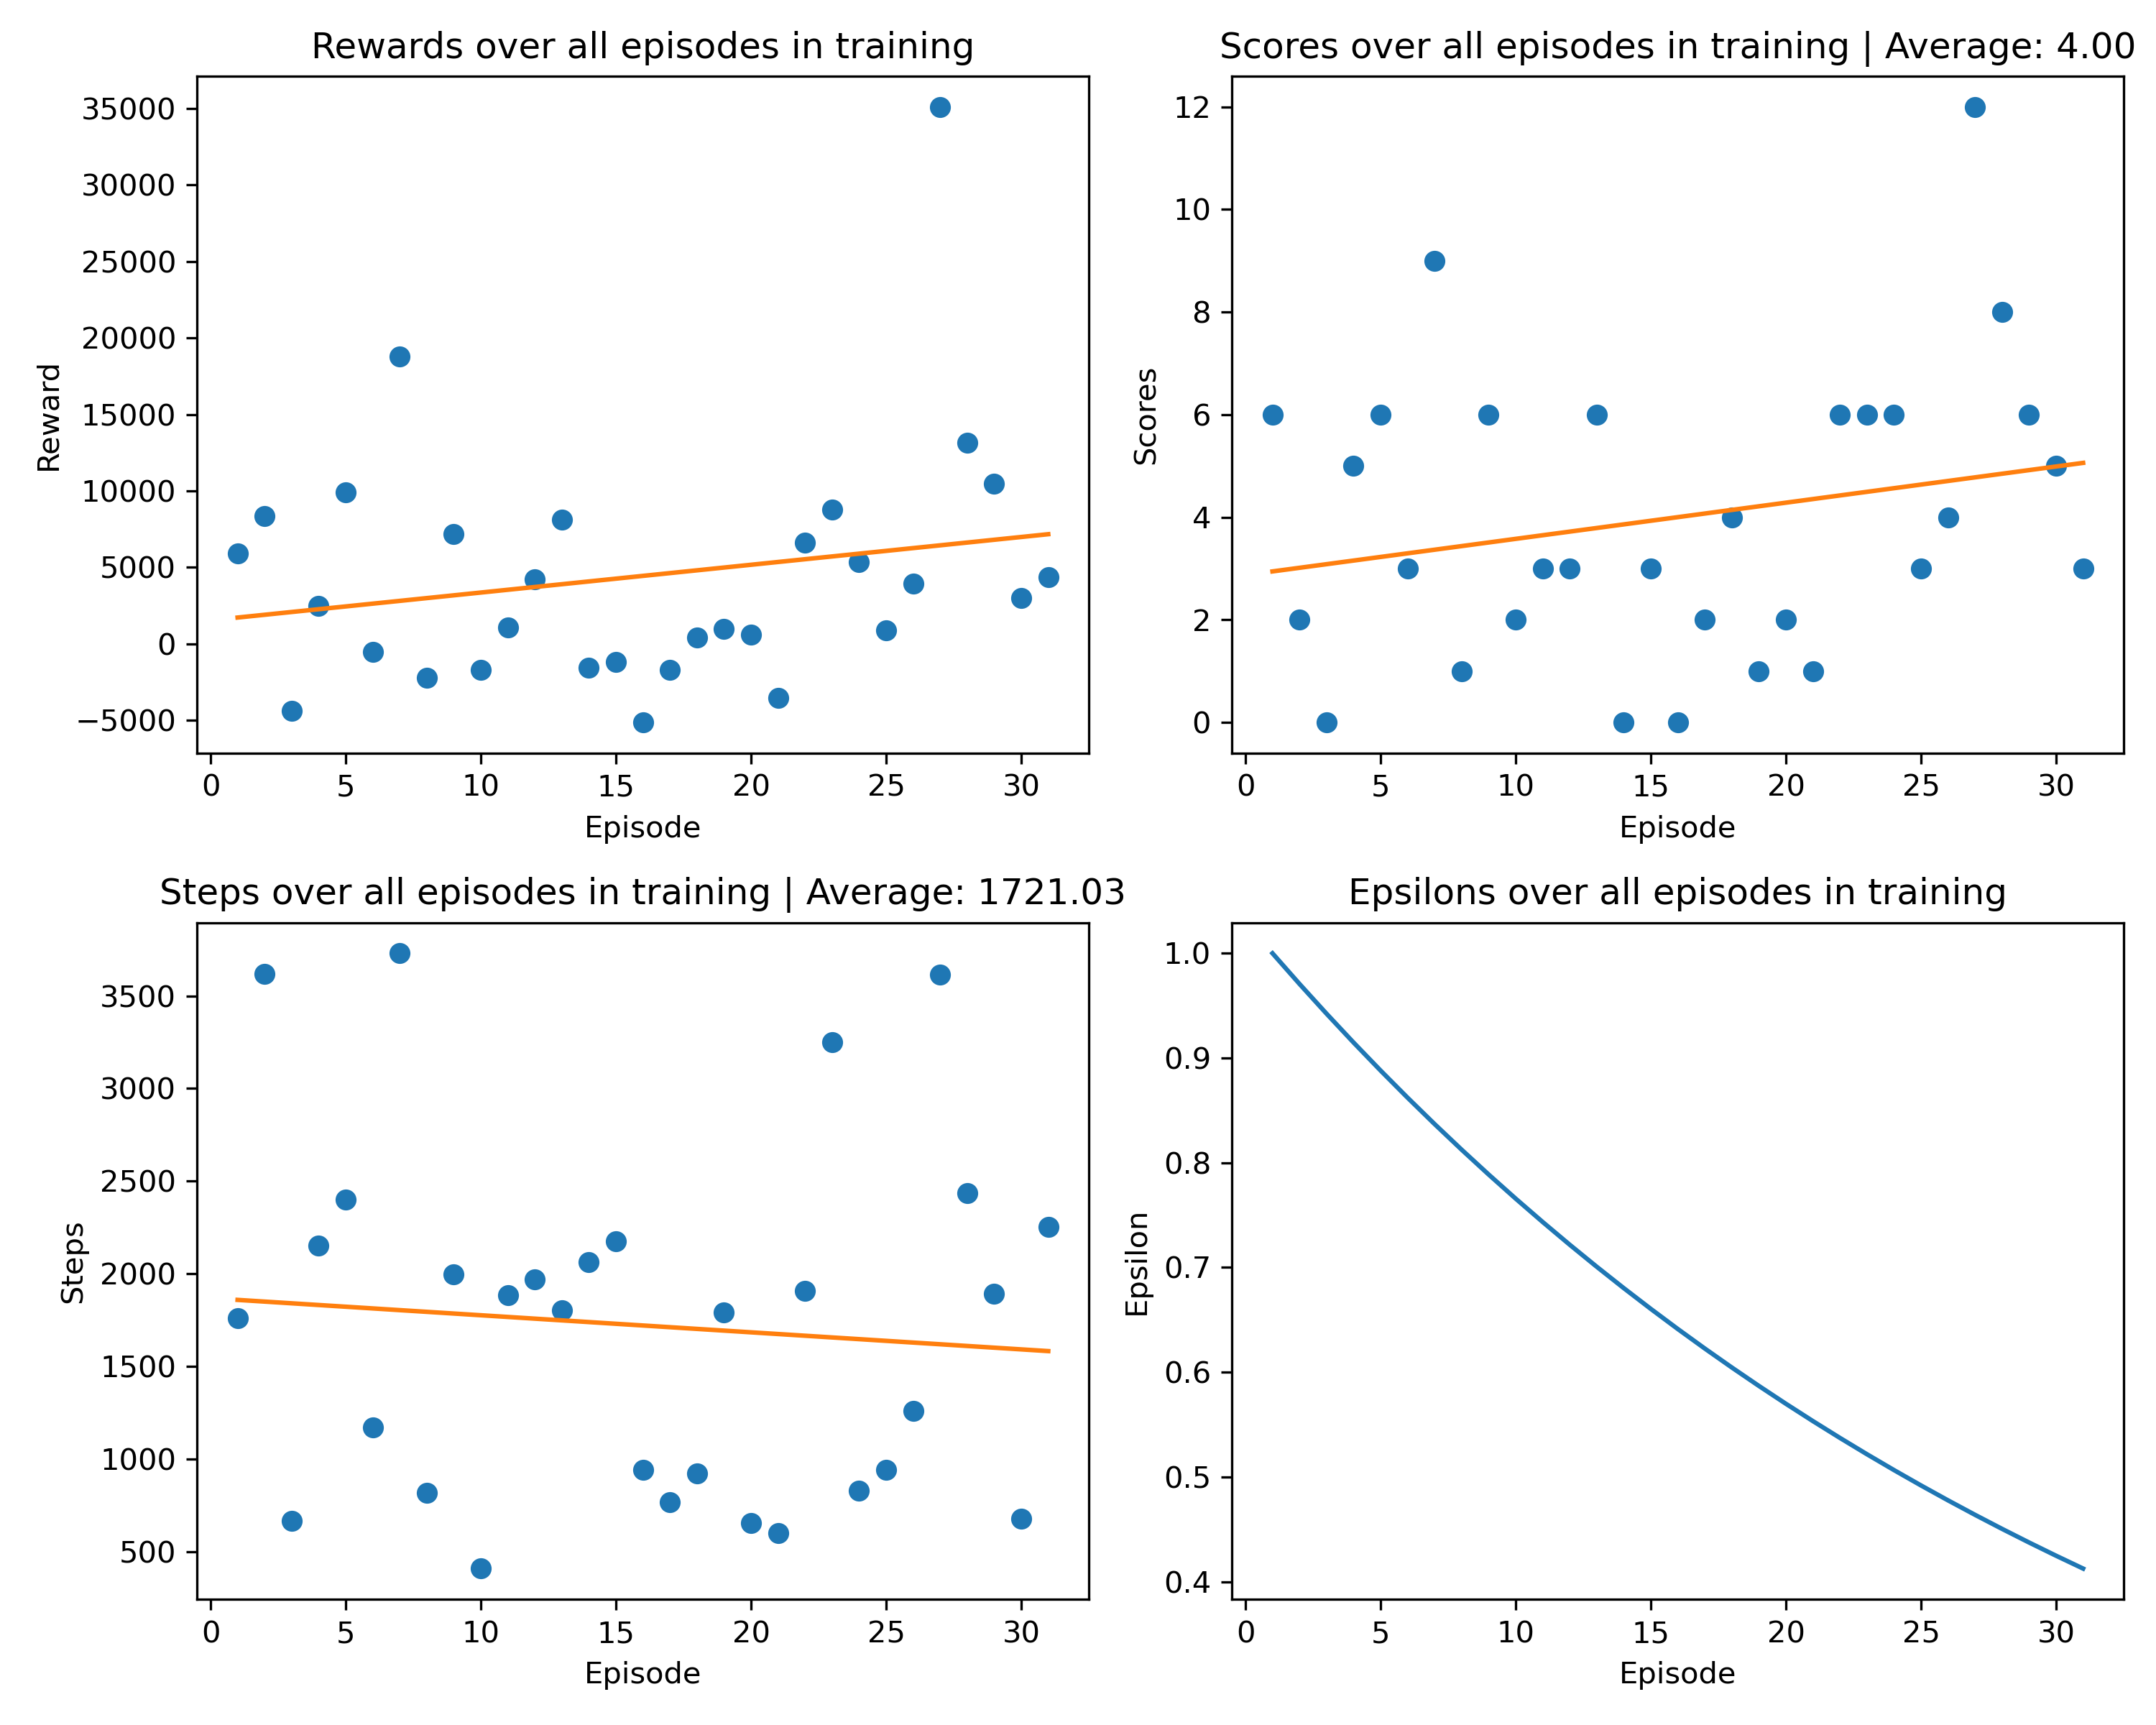 Rewards over all episodes in training
35000
30000
25000
20000
15000
10000
5000
0
−5000
Reward
0 5 10 15 20 25 30
Episode
Scores over all episodes in training | Average: 4.00
12
10
8
6
4
2
0
Scores
0 5 10 15 20 25 30
Episode
Steps over all episodes in training | Average: 1721.03
3500
3000
2500
2000
1500
1000
500
Steps
0 5 10 15 20 25 30
Episode
Epsilons over all episodes in training
1.0
0.9
0.8
0.7
0.6
0.5
0.4
Epsilon
0 5 10 15 20 25 30
Episode